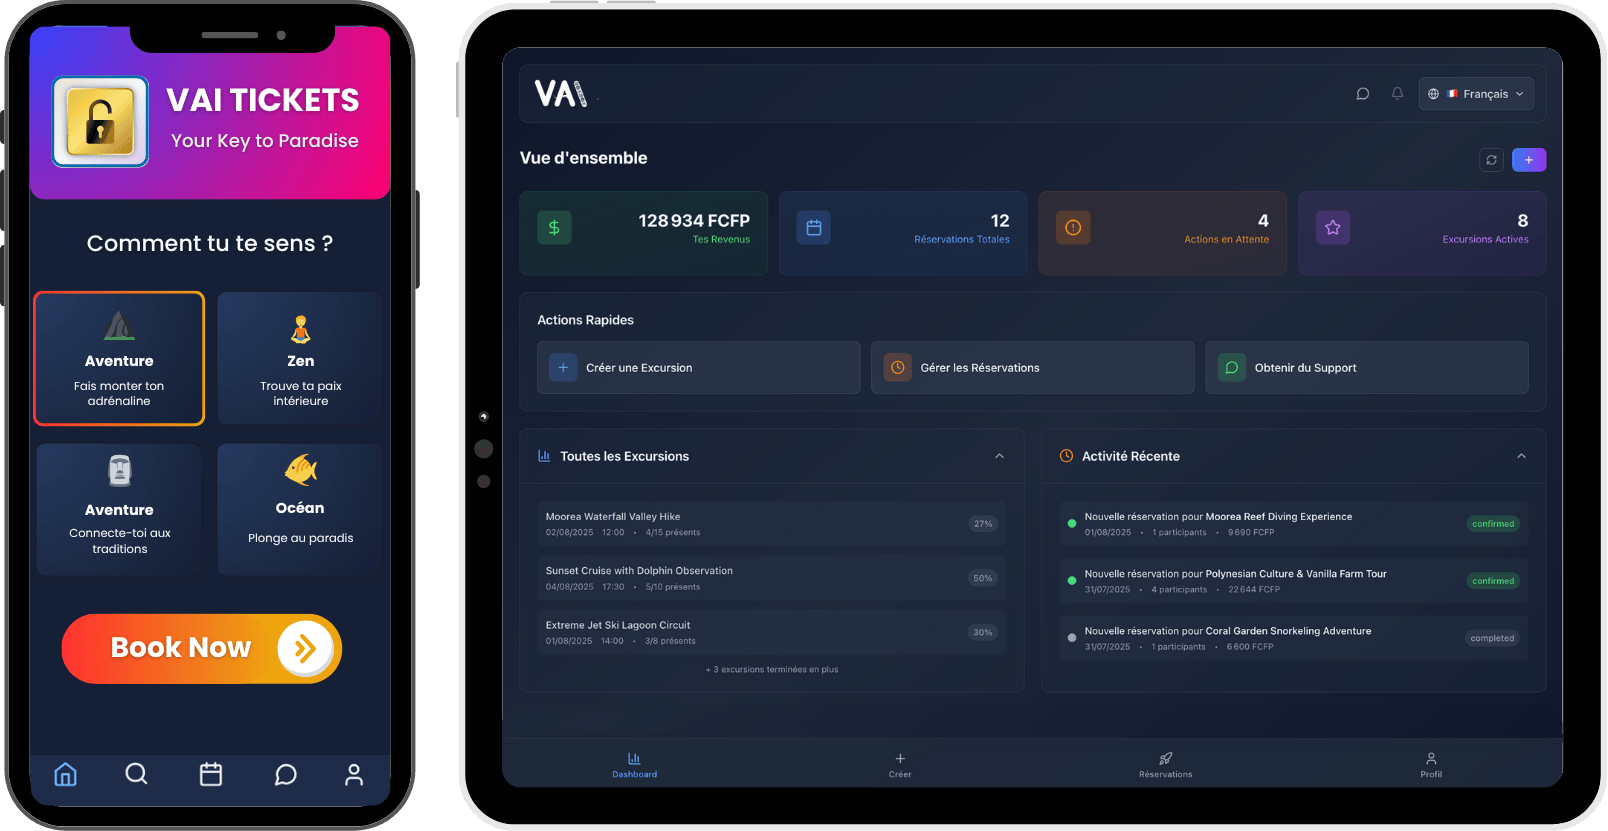 VAI TICKETS
Your Key to Paradise
Comment tu te sens ?
Aventure
Fais monter ton
adrénaline
Zen
Trouve ta paix
intérieure
Aventure
Connecte-toi aux
traditions
Océan
Plonge au paradis
Book Now
VAI
Français
Vue d'ensemble
+
$
128 934 FCFP
Tes Revenus
12
Réservations Totales
4
Actions en Attente
8
Excursions Actives
Actions Rapides
Créer une Excursion
Gérer les Réservations
Obtenir du Support
Toutes les Excursions
Moorea Waterfall Valley Hike
02/08/2025 12:00 • 4/15 présents
27%
Sunset Cruise with Dolphin Observation
04/08/2025 17:30 • 5/10 présents
50%
Extreme Jet Ski Lagoon Circuit
01/08/2025 14:00 • 3/8 présents
30%
+ 3 excursions terminées en plus
Activité Récente
Nouvelle réservation pour Moorea Reef Diving Experience
01/08/2025 • 1 participants • 9 690 FCFP
confirmed
Nouvelle réservation pour Polynesian Culture & Vanilla Farm Tour
31/07/2025 • 4 participants • 22 644 FCFP
confirmed
Nouvelle réservation pour Coral Garden Snorkeling Adventure
31/07/2025 • 1 participants • 6 600 FCFP
completed
Dashboard
Créer
Réservations
Profil